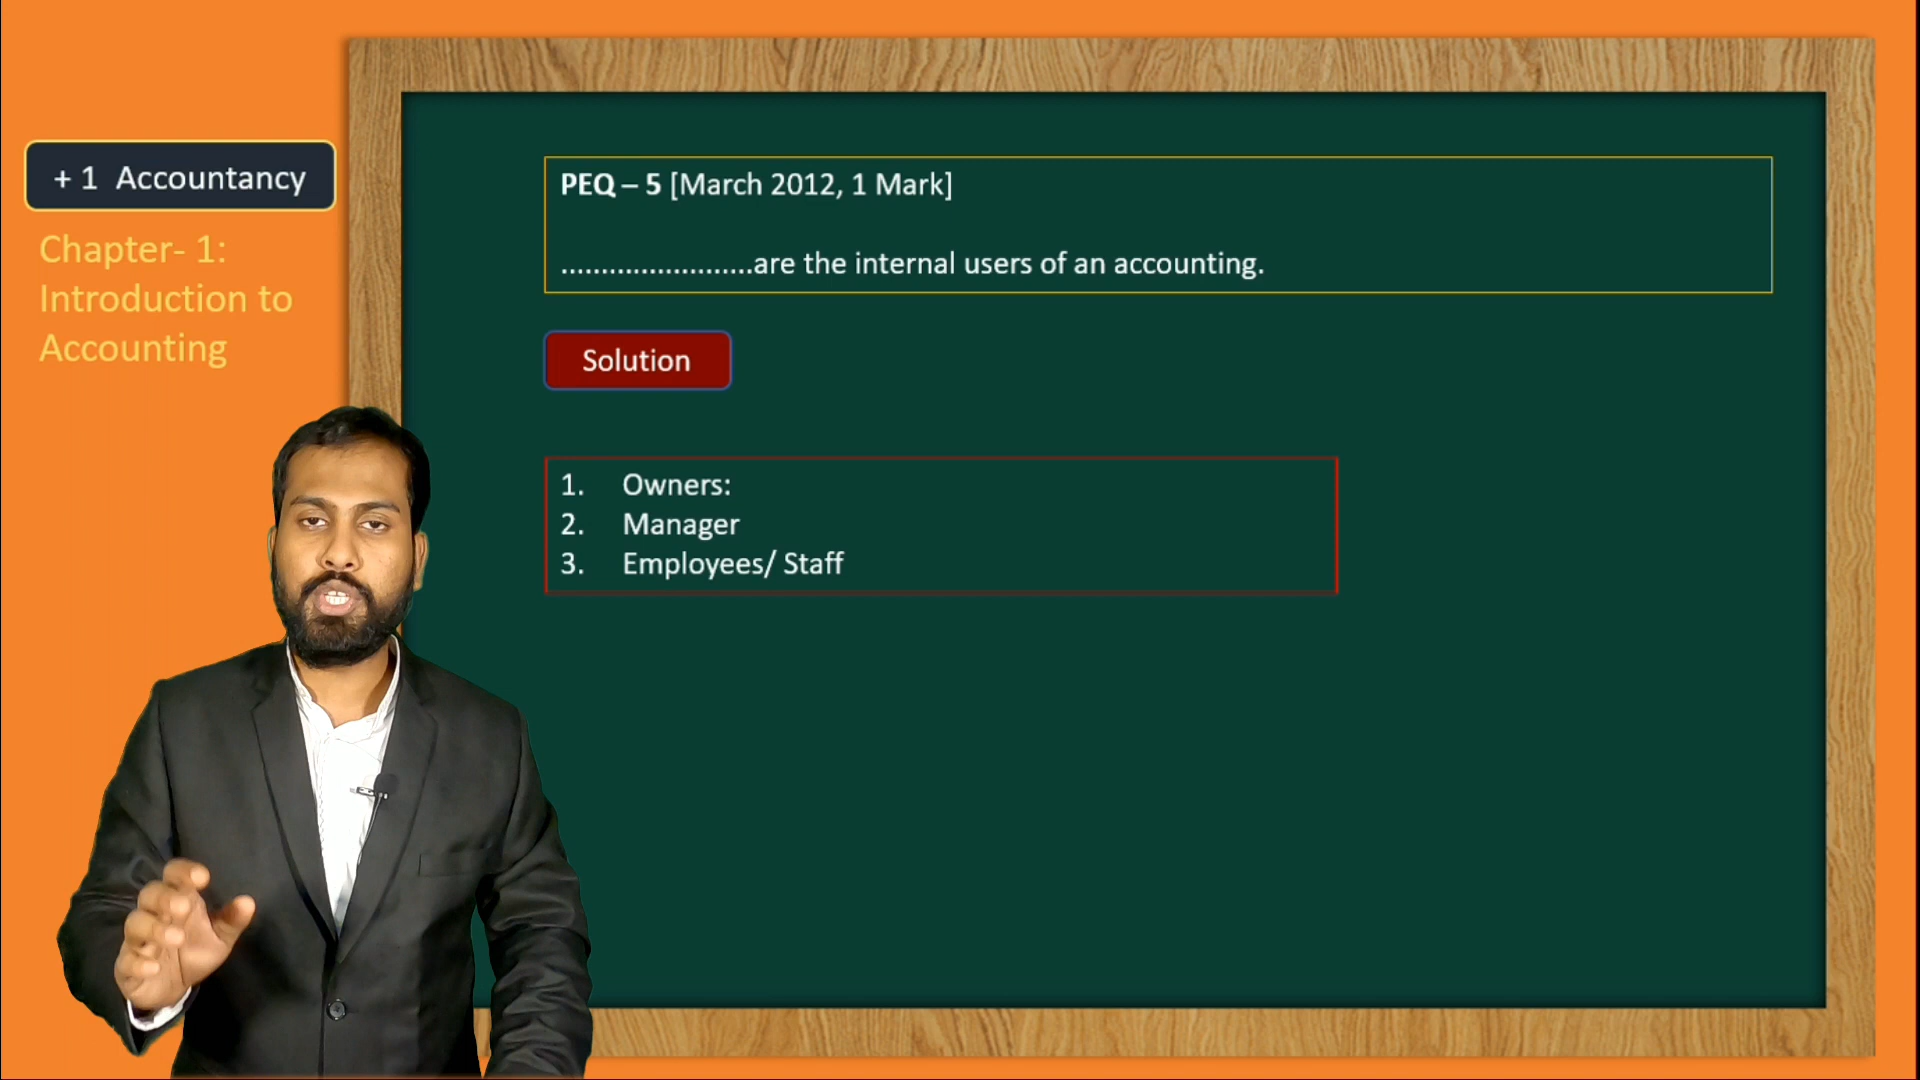 + 1 Accountancy
Chapter- 1:
Introduction to
Accounting
PEQ – 5 [March 2012, 1 Mark]
........................are the internal users of an accounting.
Solution
1. Owners:
2. Manager
3. Employees/ Staff